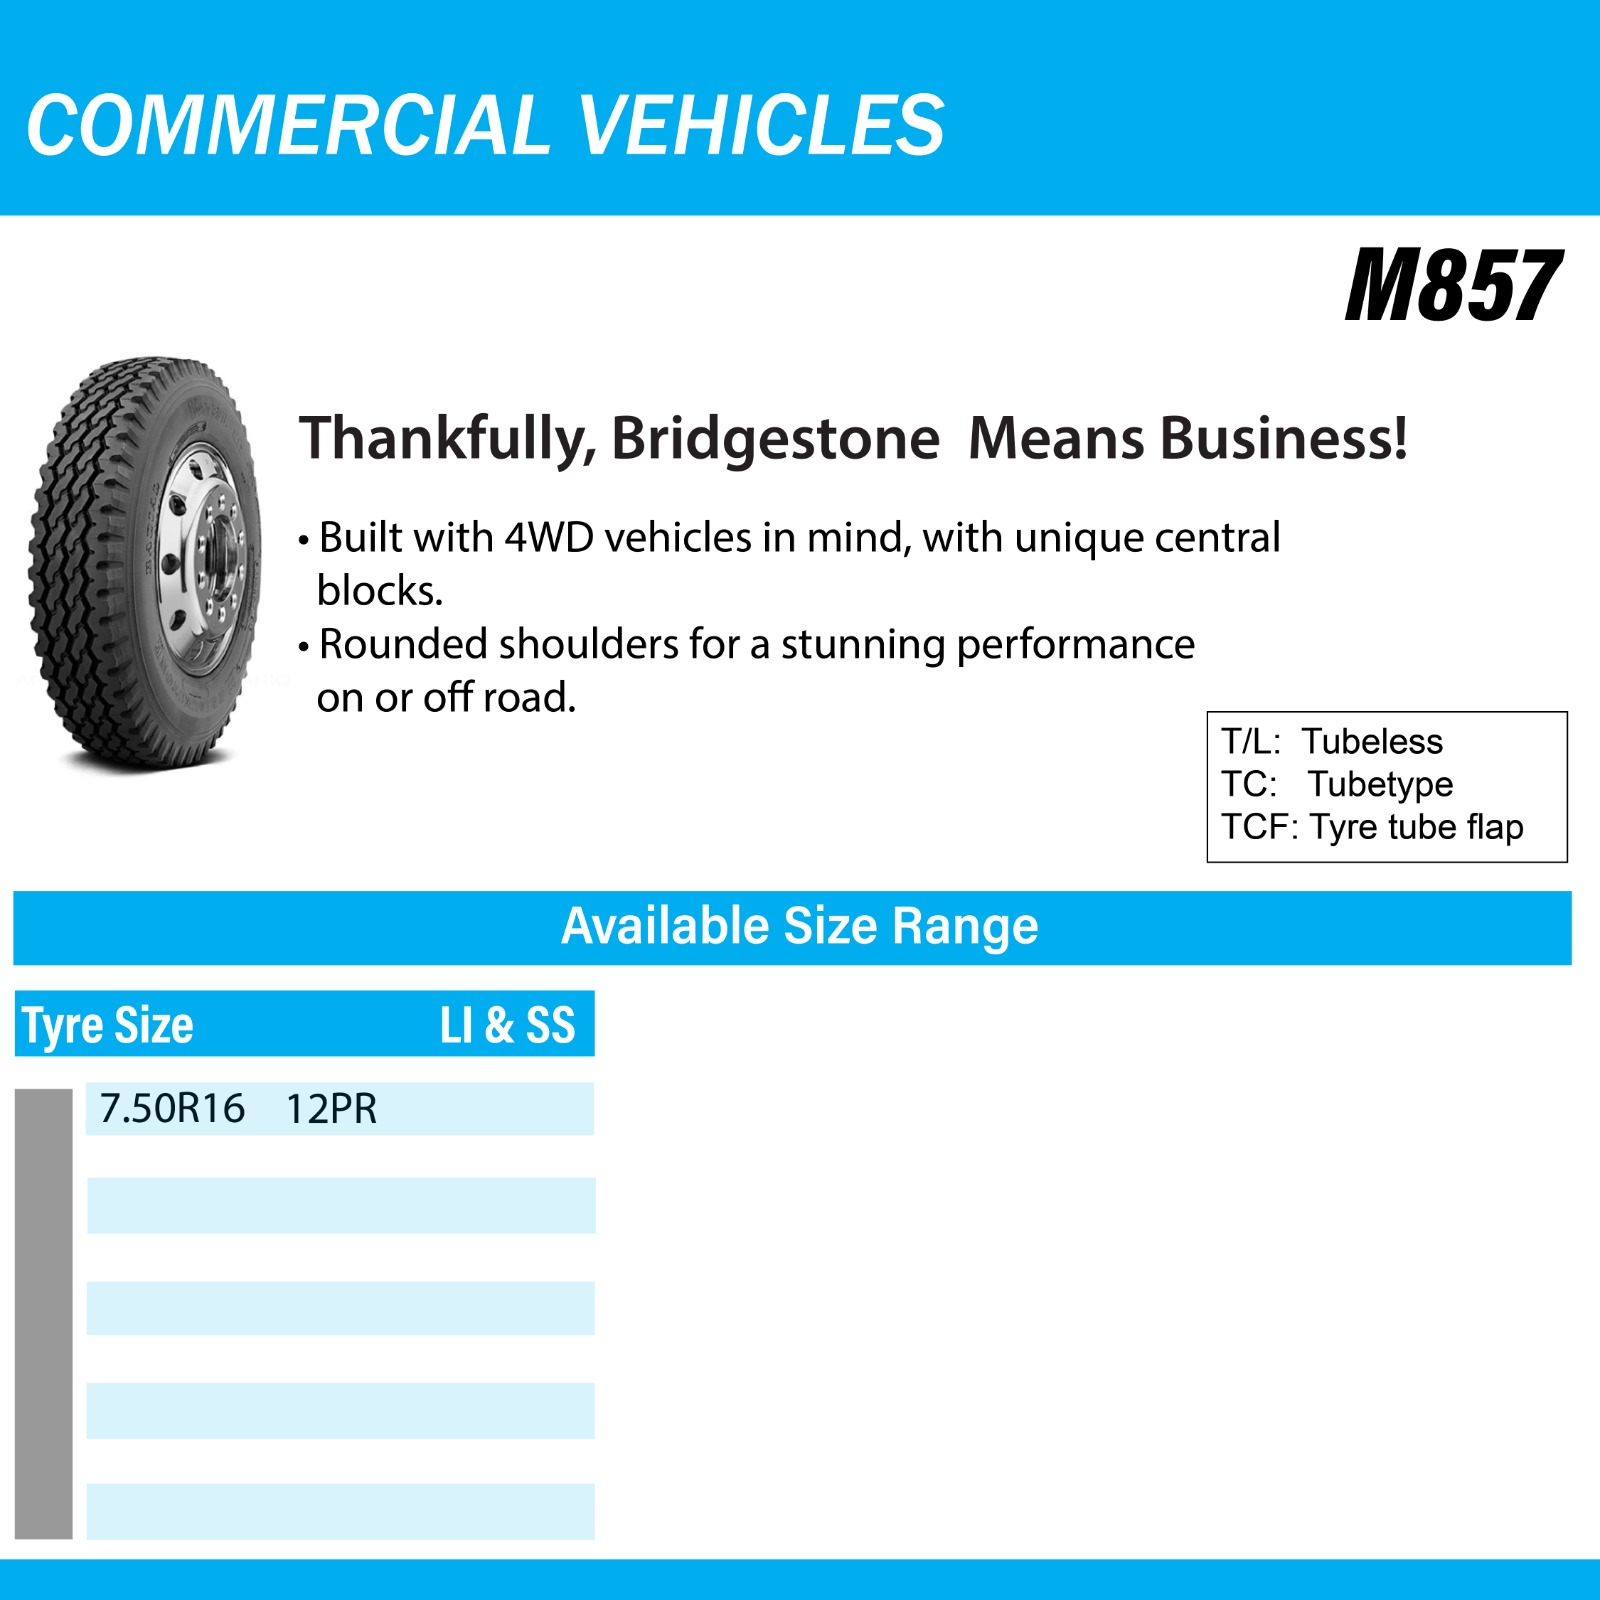 COMMERCIAL VEHICLES
M857
Thankfully, Bridgestone Means Business!
• Built with 4WD vehicles in mind, with unique central
blocks.
• Rounded shoulders for a stunning performance
on or off road.
T/L: Tubeless
TC: Tubetype
TCF: Tyre tube flap
Available Size Range
Tyre Size LI & SS
7.50R16 12PR